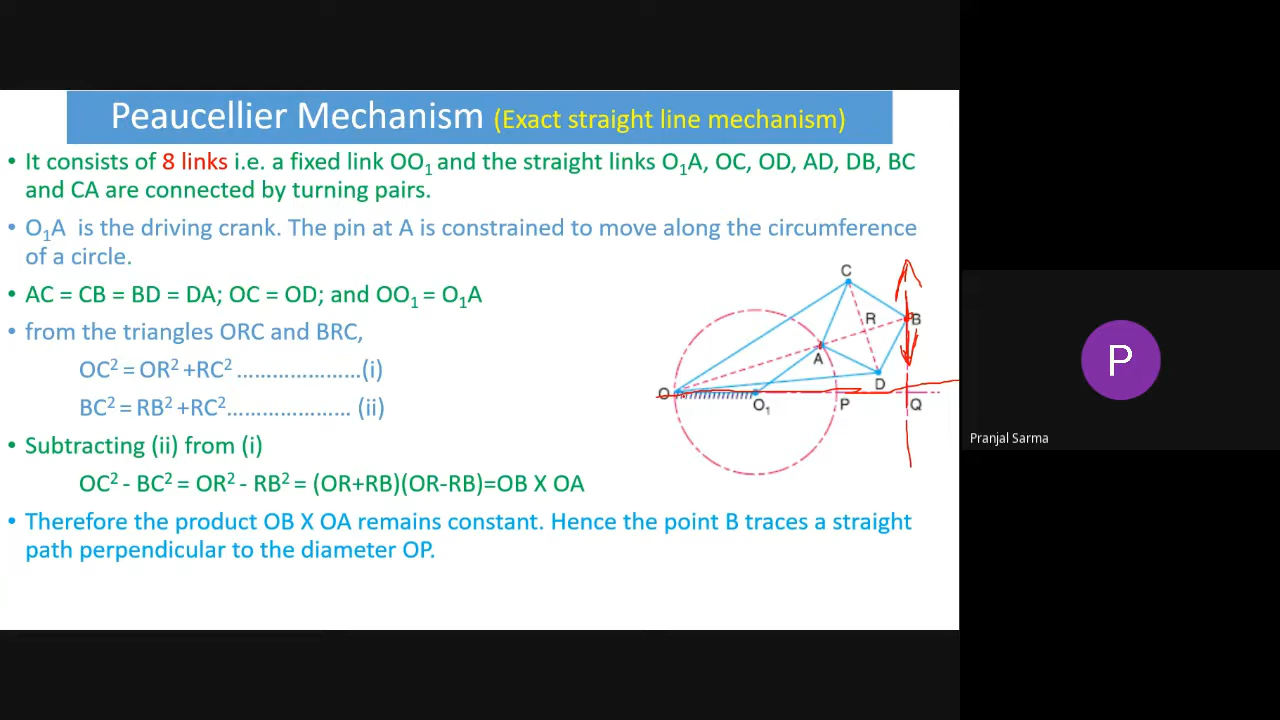 Peaucellier Mechanism (Exact straight line mechanism)
• It consists of 8 links i.e. a fixed link OO₁ and the straight links O₁A, OC, OD, AD, DB, BC
and CA are connected by turning pairs.
• O₁A is the driving crank. The pin at A is constrained to move along the circumference
of a circle.
• AC = CB = BD = DA; OC = OD; and OO₁ = O₁A
• from the triangles ORC and BRC,
OC² = OR² +RC² …………………(i)
BC² = RB² +RC²………………… (ii)
• Subtracting (ii) from (i)
OC² - BC² = OR² - RB² = (OR+RB)(OR-RB)=OB X OA
• Therefore the product OB X OA remains constant. Hence the point B traces a straight
path perpendicular to the diameter OP.
C
R
B
A
D
O
O₁
P
Q
P
Pranjal Sarma